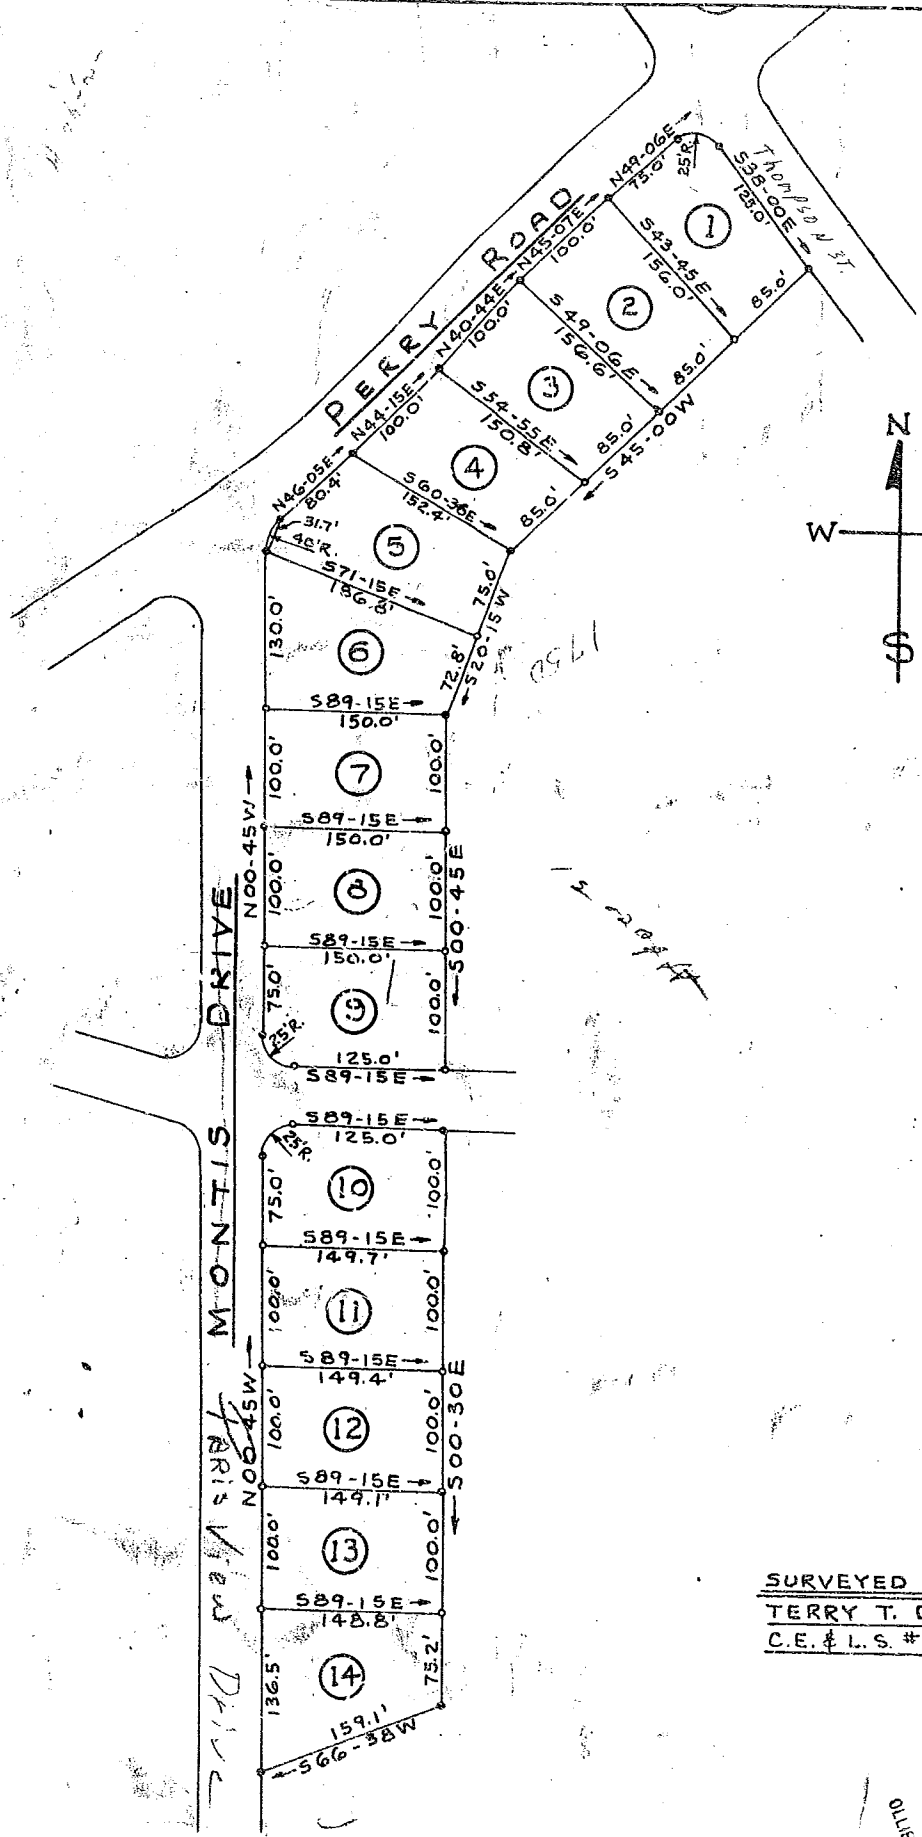 Thompson ST.
S38-00E
125.0'
N49-06E
75.0'
25'R.
1
85.0'
PERRY ROAD
N45-07E
100.0'
S43-45E
156.0'
2
85.0'
N40-44E
100.0'
S49-06E
156.6'
3
85.0'
S45-00W
N44-15E
100.0'
S54-55E
150.8'
4
85.0'
N46-05E
80.4'
31.7'
40'R.
S60-36E
152.4'
5
75.0'
S20-15W
S71-15E
186.8'
130.0'
6
72.8'
N
W
S
1750
S89-15E
150.0'
100.0'
7
100.0'
N00-45W
S89-15E
150.0'
100.0'
8
100.0'
S00-45E
S89-15E
150.0'
75.0'
9
100.0'
25'R.
125.0'
S89-15E
MONTIS DRIVE
S89-15E
125.0'
25'R.
75.0'
10
100.0'
S89-15E
149.7'
100.0'
11
100.0'
S89-15E
149.4'
N00-45W
100.0'
12
100.0'
S00-30E
S89-15E
149.1'
100.0'
13
100.0'
S89-15E
148.8'
136.5'
14
75.2'
159.1'
S66-38W
PARIS View Drive
SURVEYED
TERRY T.
C.E. & L.S. #
OLLIE